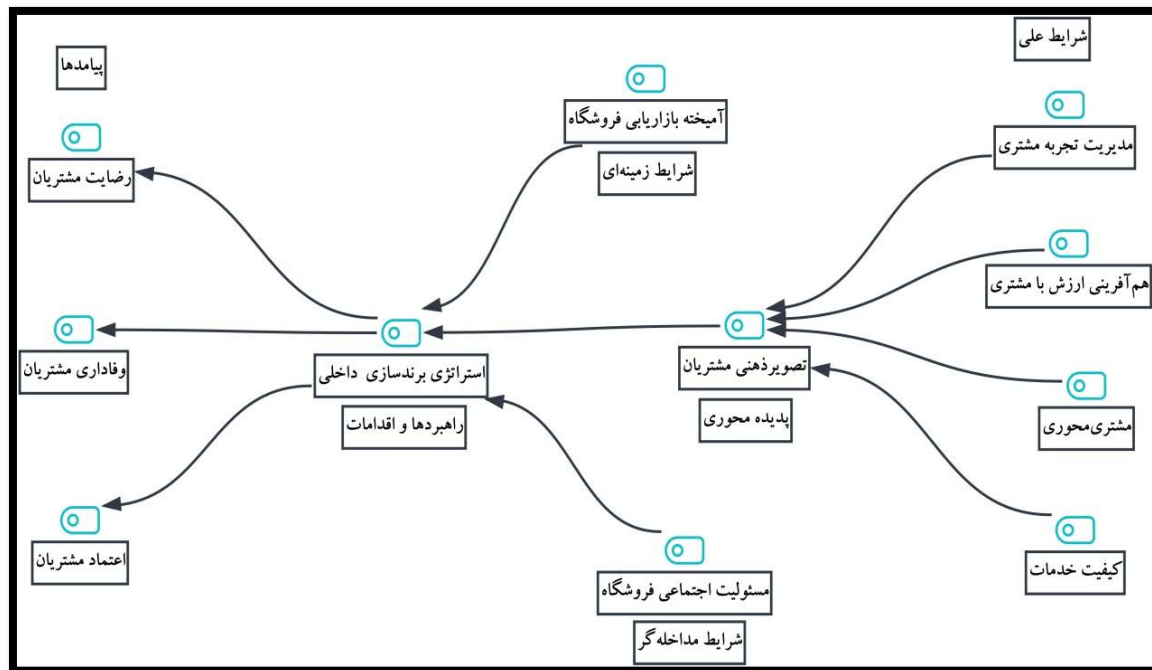 شرایط علی
مدیریت تجربه مشتری
هم‌آفرینی ارزش با مشتری
مشتری‌محوری
کیفیت خدمات
تصویرذهنی مشتریان
پدیده محوری
آمیخته بازاریابی فروشگاه
شرایط زمینه‌ای
استراتژی برندسازی داخلی
راهبردها و اقدامات
مسئولیت اجتماعی فروشگاه
شرایط مداخله‌گر
پیامدها
رضایت مشتریان
وفاداری مشتریان
اعتماد مشتریان